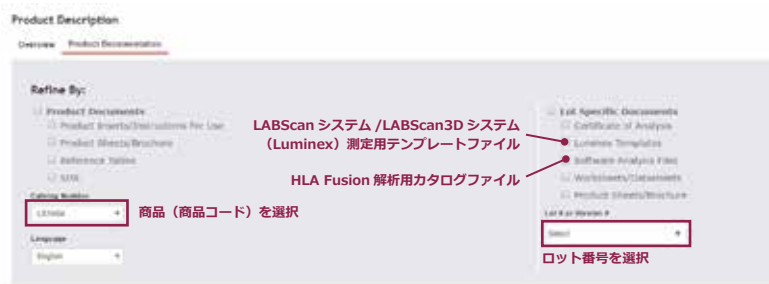 Product Description
Overview Product Documentation
Refine By:
Product Documents
Product Inserts/Instructions For Use
Product Sheets/Brochure
Reference Tables
SDS
Catalog Number
商品（商品コード）を選択
Language
English
LABScan システム /LABScan3D システム
（Luminex）測定用テンプレートファイル
HLA Fusion 解析用カタログファイル
Lot Specific Documents
Certificate of Analysis
Luminex Templates
Software Analysis Files
Worksheets/Datasheets
Product Sheets/Brochure
Lot # or Version #
Select
ロット番号を選択